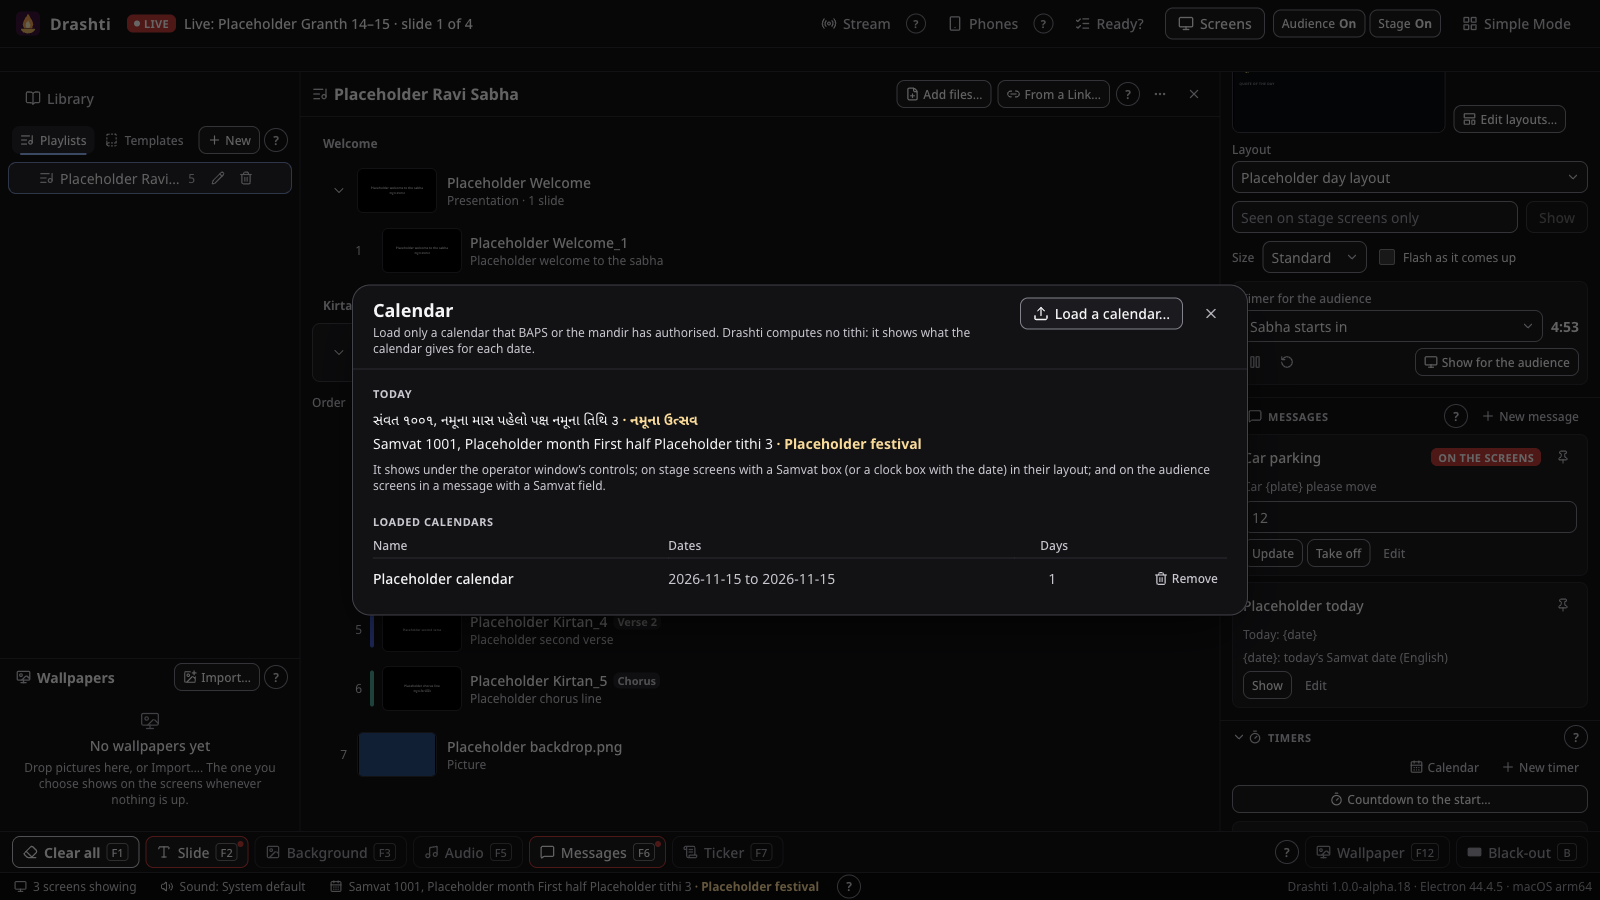 Drashti
LIVE
Live: Placeholder Granth 14–15 · slide 1 of 4
Stream
?
Phones
?
Ready?
Screens
Audience On
Stage On
Simple Mode
Library
Playlists
Templates
New
?
Placeholder Ravi... 5
Placeholder Ravi Sabha
Add files...
From a Link...
?
Welcome
Placeholder Welcome
Presentation · 1 slide
1
Placeholder Welcome_1
Placeholder welcome to the sabha
Kirta
Order
Calendar
Load only a calendar that BAPS or the mandir has authorised. Drashti computes no tithi: it shows what the
calendar gives for each date.
Load a calendar...
TODAY
સંવત ૧૦૦૧, નમૂના માસ પહેલો પક્ષ નમૂના તિથિ ૩ · નમૂના ઉત્સવ
Samvat 1001, Placeholder month First half Placeholder tithi 3 · Placeholder festival
It shows under the operator window's controls; on stage screens with a Samvat box (or a clock box with the date) in their layout; and on the audience
screens in a message with a Samvat field.
LOADED CALENDARS
Name Dates Days
Placeholder calendar 2026-11-15 to 2026-11-15 1 Remove
5
Placeholder Kirtan_4 Verse 2
Placeholder second verse
6
Placeholder Kirtan_5 Chorus
Placeholder chorus line
7
Placeholder backdrop.png
Picture
Edit layouts...
Layout
Placeholder day layout
Seen on stage screens only
Show
Size
Standard
Flash as it comes up
imer for the audience
Sabha starts in
4:53
Show for the audience
MESSAGES
?
New message
Car parking
ON THE SCREENS
Car {plate} please move
12
Update
Take off
Edit
Placeholder today
Today: {date}
{date}: today's Samvat date (English)
Show
Edit
TIMERS
?
Calendar
New timer
Countdown to the start...
Wallpapers
Import...
?
No wallpapers yet
Drop pictures here, or Import.... The one you
choose shows on the screens whenever
nothing is up.
Clear all F1
Slide F2
Background F3
Audio F5
Messages F6
Ticker F7
?
Wallpaper F12
Black-out B
3 screens showing
Sound: System default
Samvat 1001, Placeholder month First half Placeholder tithi 3 · Placeholder festival
?
Drashti 1.0.0-alpha.18 · Electron 44.4.5 · macOS arm64